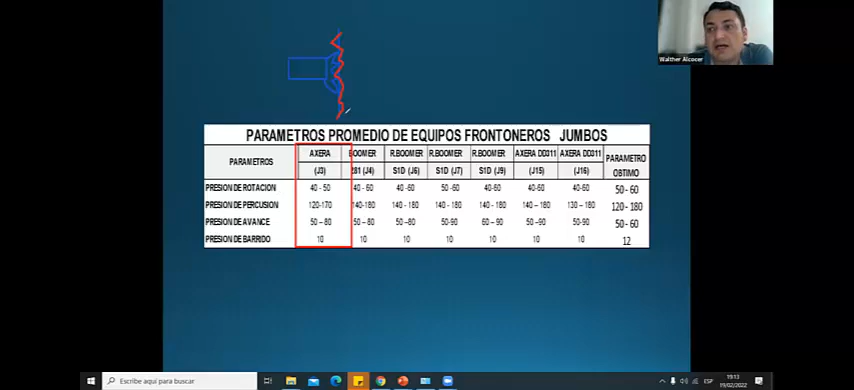 Walther Alcocer
PARAMETROS PROMEDIO DE EQUIPOS FRONTONEROS JUMBOS
PARAMETROS AXERA BOOMER R.BOOMER R.BOOMER R. BOOMER AXERA DD311 AXERA DD311 PARAMETRO OBTIMO
(J3) 281 (J4) S1D (J6) S1D (J7) S1D (J9) (J15) (J16)
PRESION DE ROTACION 40 - 50 40 - 60 40 -60 50 -60 40-60 40-60 40-60 50 - 60
PRESION DE PERCUSION 120-170 140-180 140 - 180 140 - 180 140 - 180 140 – 180 130 – 180 120 - 180
PRESION DE AVANCE 50 – 80 50 – 80 50 –80 50-90 60 – 90 50 –90 50-90 50 - 60
PRESION DE BARRIDO 10 10 10 10 10 10 10 12
Escribe aquí para buscar
ESP
19:13
19/02/2022